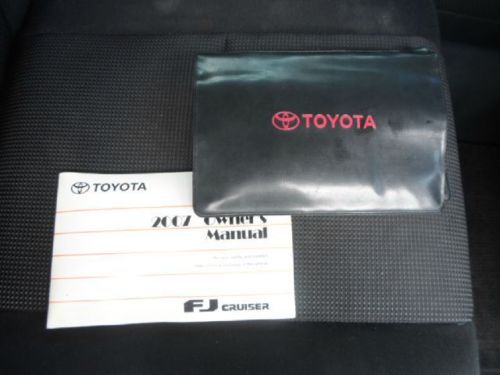 TOYOTA
TOYOTA
2007 Owner's
Manual
FJ CRUISER